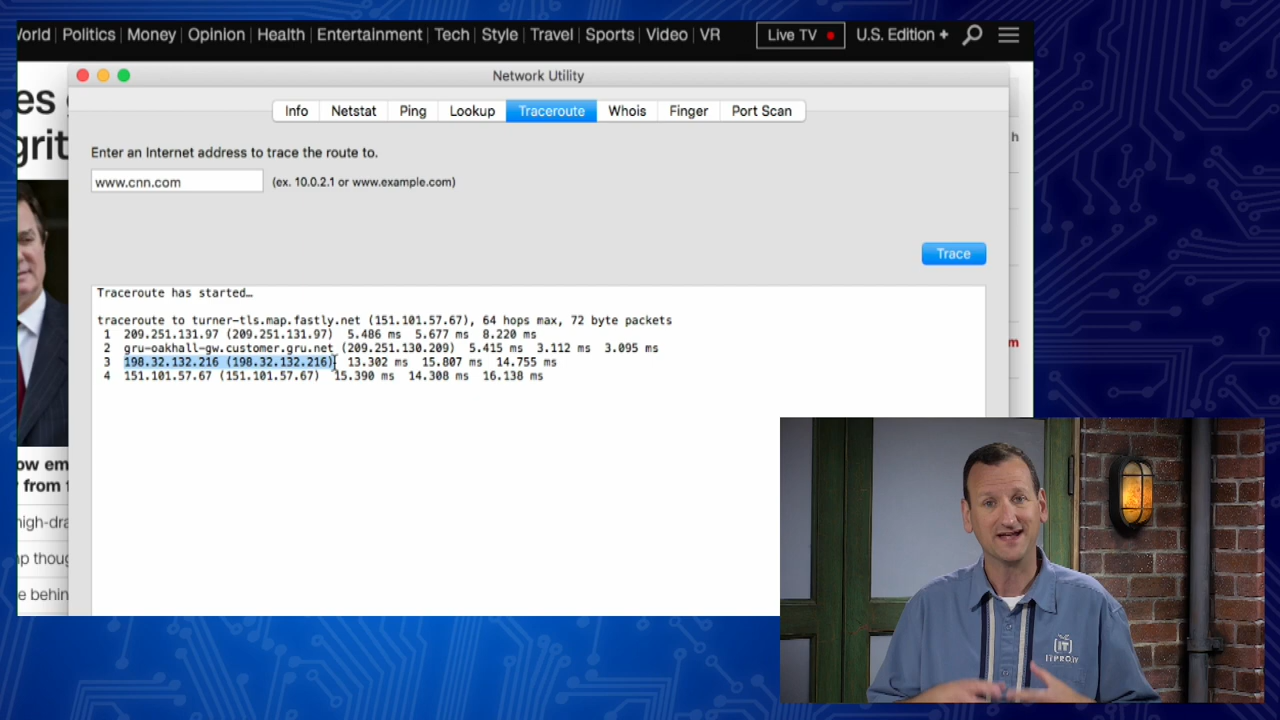 orld | Politics | Money | Opinion | Health | Entertainment | Tech | Style | Travel | Sports | Video | VR Live TV U.S. Edition +
Network Utility
es
grit
Info Netstat Ping Lookup Traceroute Whois Finger Port Scan
h
Enter an Internet address to trace the route to.
www.cnn.com (ex. 10.0.2.1 or www.example.com)
Trace
Traceroute has started…
traceroute to turner-tls.map.fastly.net (151.101.57.67), 64 hops max, 72 byte packets
1 209.251.131.97 (209.251.131.97) 5.486 ms 5.677 ms 8.220 ms
2 gru-oakhall-gw.customer.gru.net (209.251.130.209) 5.415 ms 3.112 ms 3.095 ms
3 198.32.132.216 (198.32.132.216) 13.302 ms 15.807 ms 14.755 ms
4 151.101.57.67 (151.101.57.67) 15.390 ms 14.308 ms 16.138 ms
m
ow em
from
high-dra
ap thoug
e behin
IT
ITPRO.TV